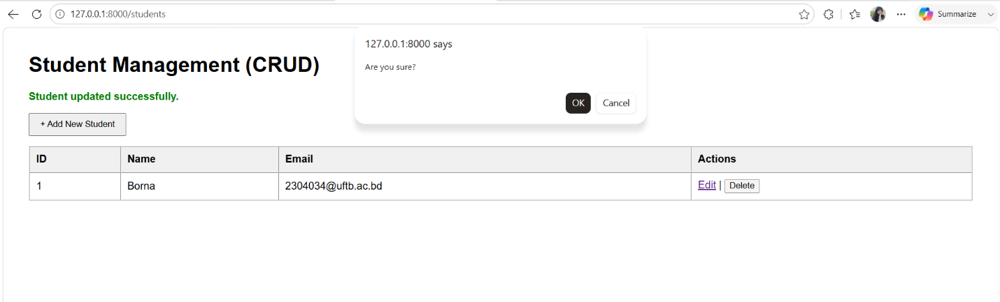 127.0.0.1:8000/students
Summarize
127.0.0.1:8000 says
Are you sure?
OK Cancel
Student Management (CRUD)
Student updated successfully.
+ Add New Student
ID Name Email Actions
1 Borna 2304034@uftb.ac.bd Edit | Delete